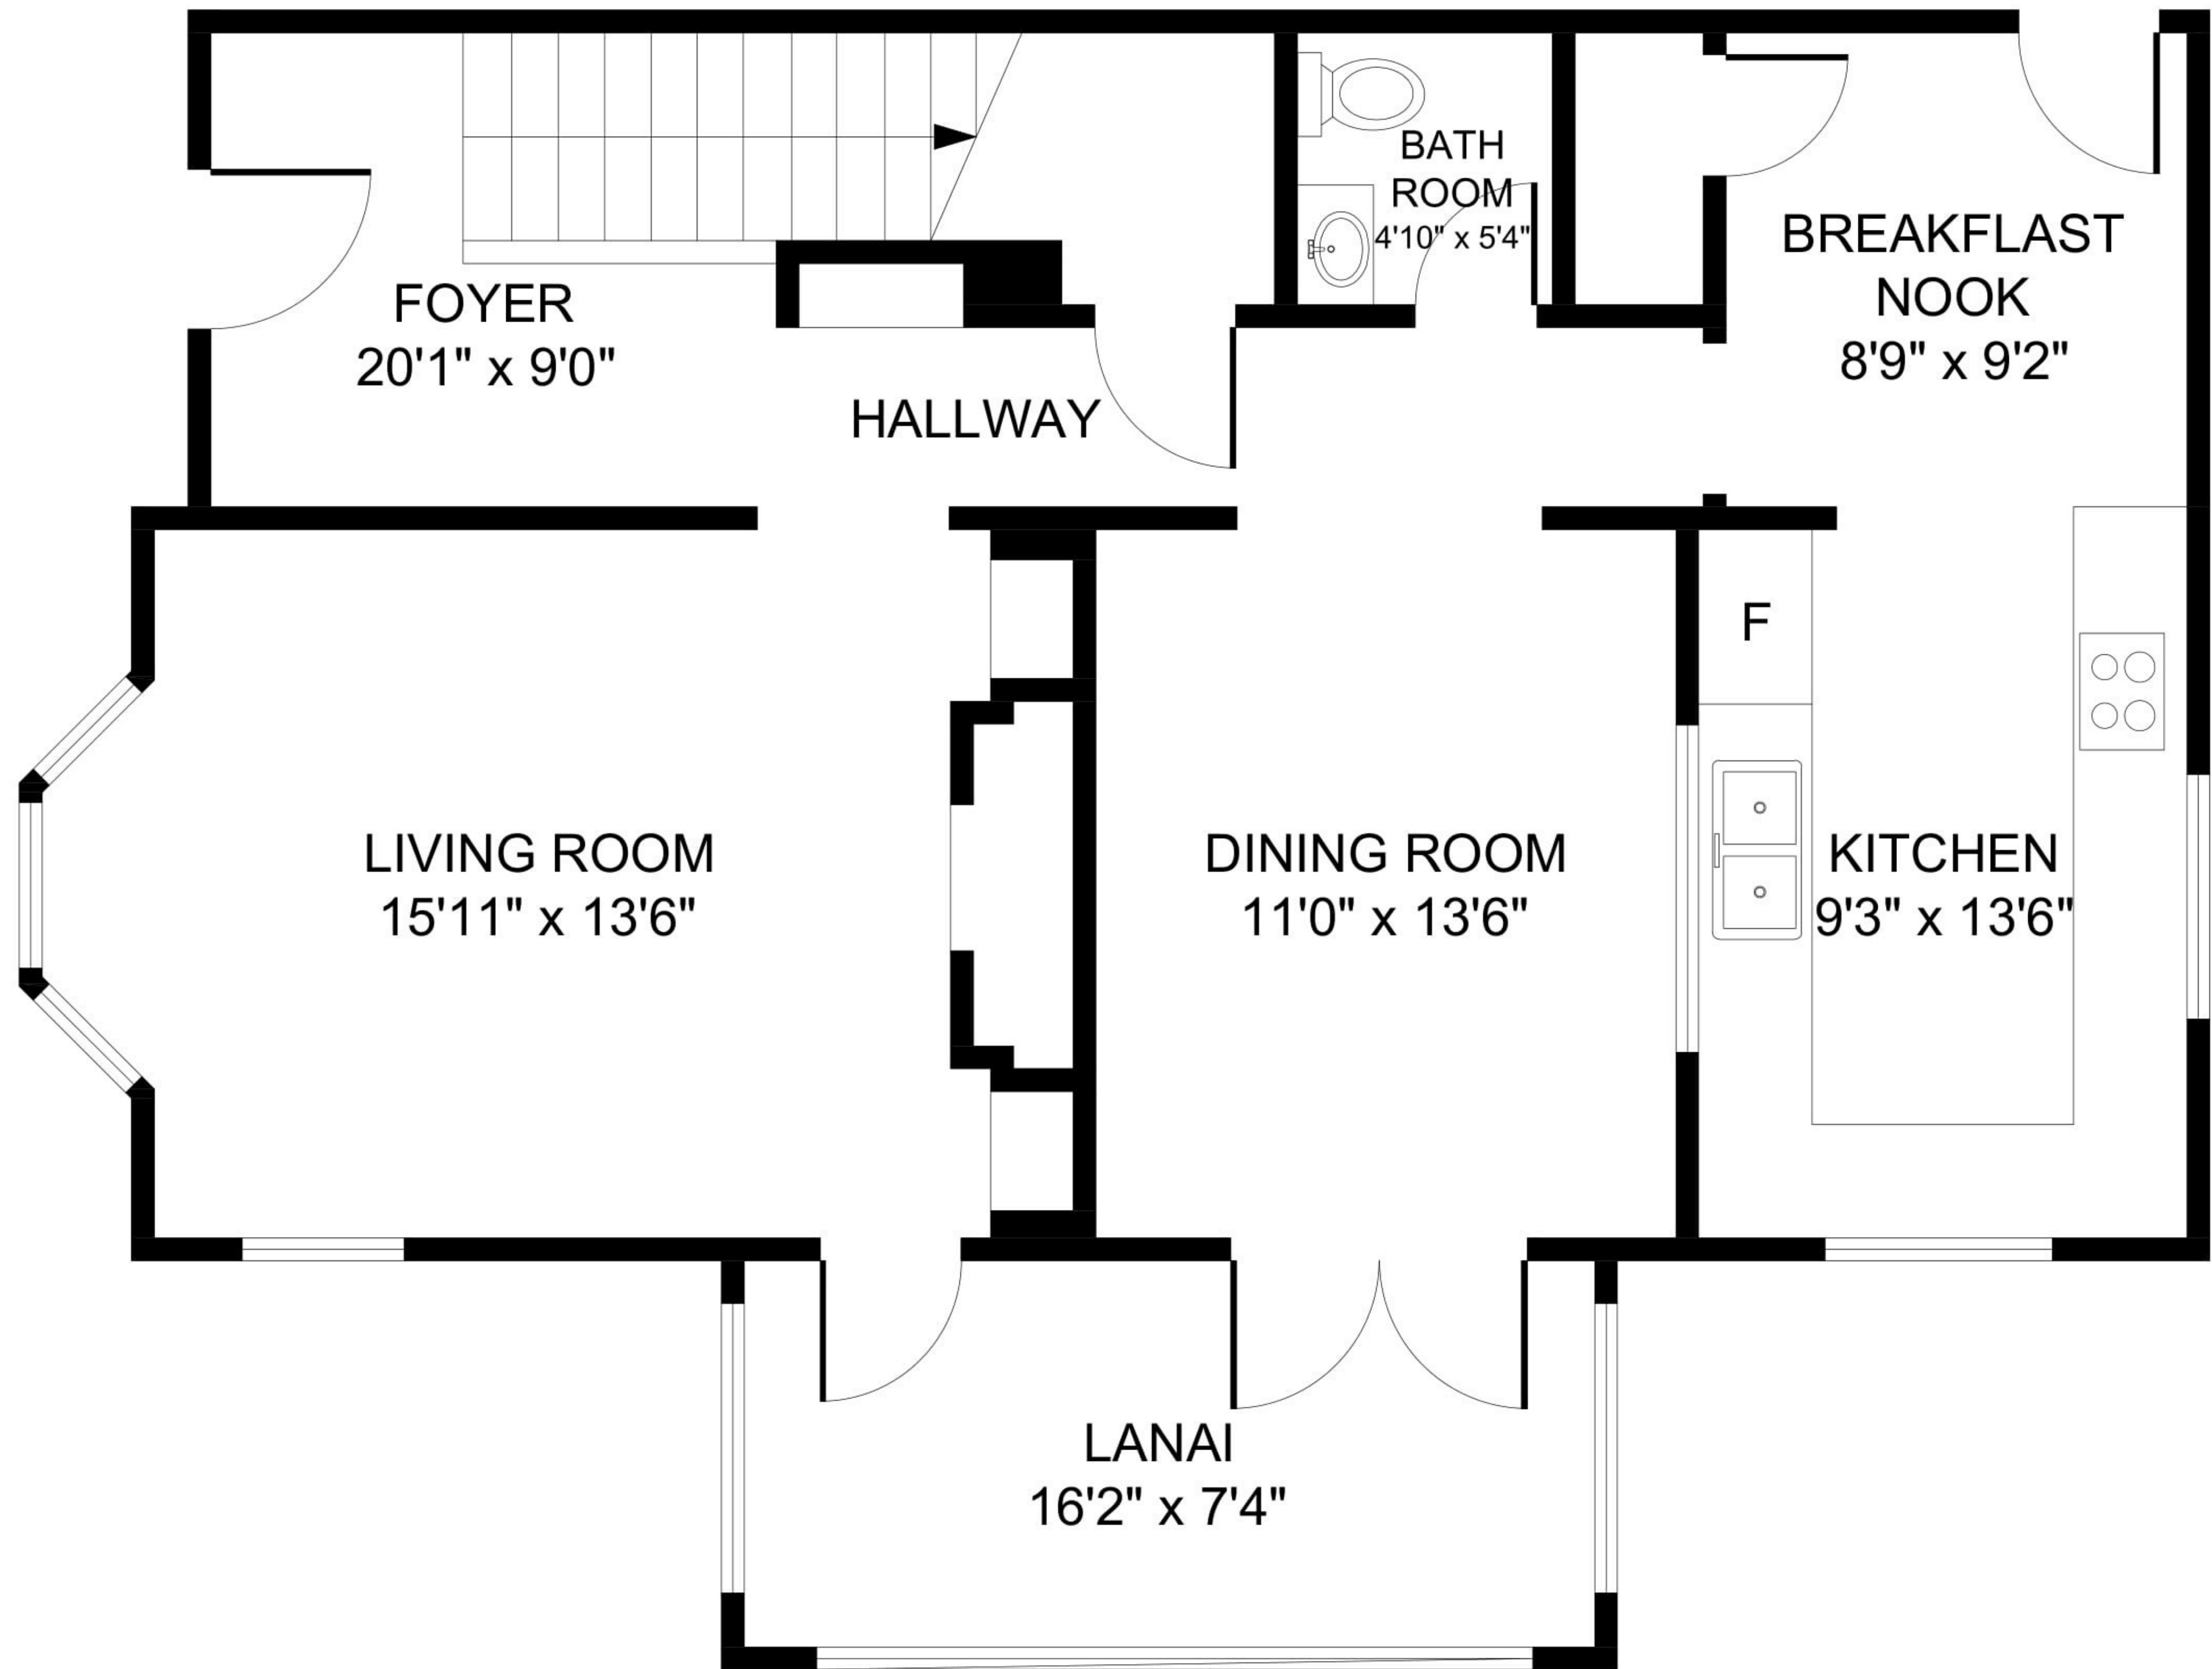 BATH
ROOM
4'10" x 5'4"
BREAKFLAST
NOOK
8'9" x 9'2"
FOYER
20'1" x 9'0"
HALLWAY
F
LIVING ROOM
15'11" x 13'6"
DINING ROOM
11'0" x 13'6"
KITCHEN
9'3" x 13'6"
LANAI
16'2" x 7'4"